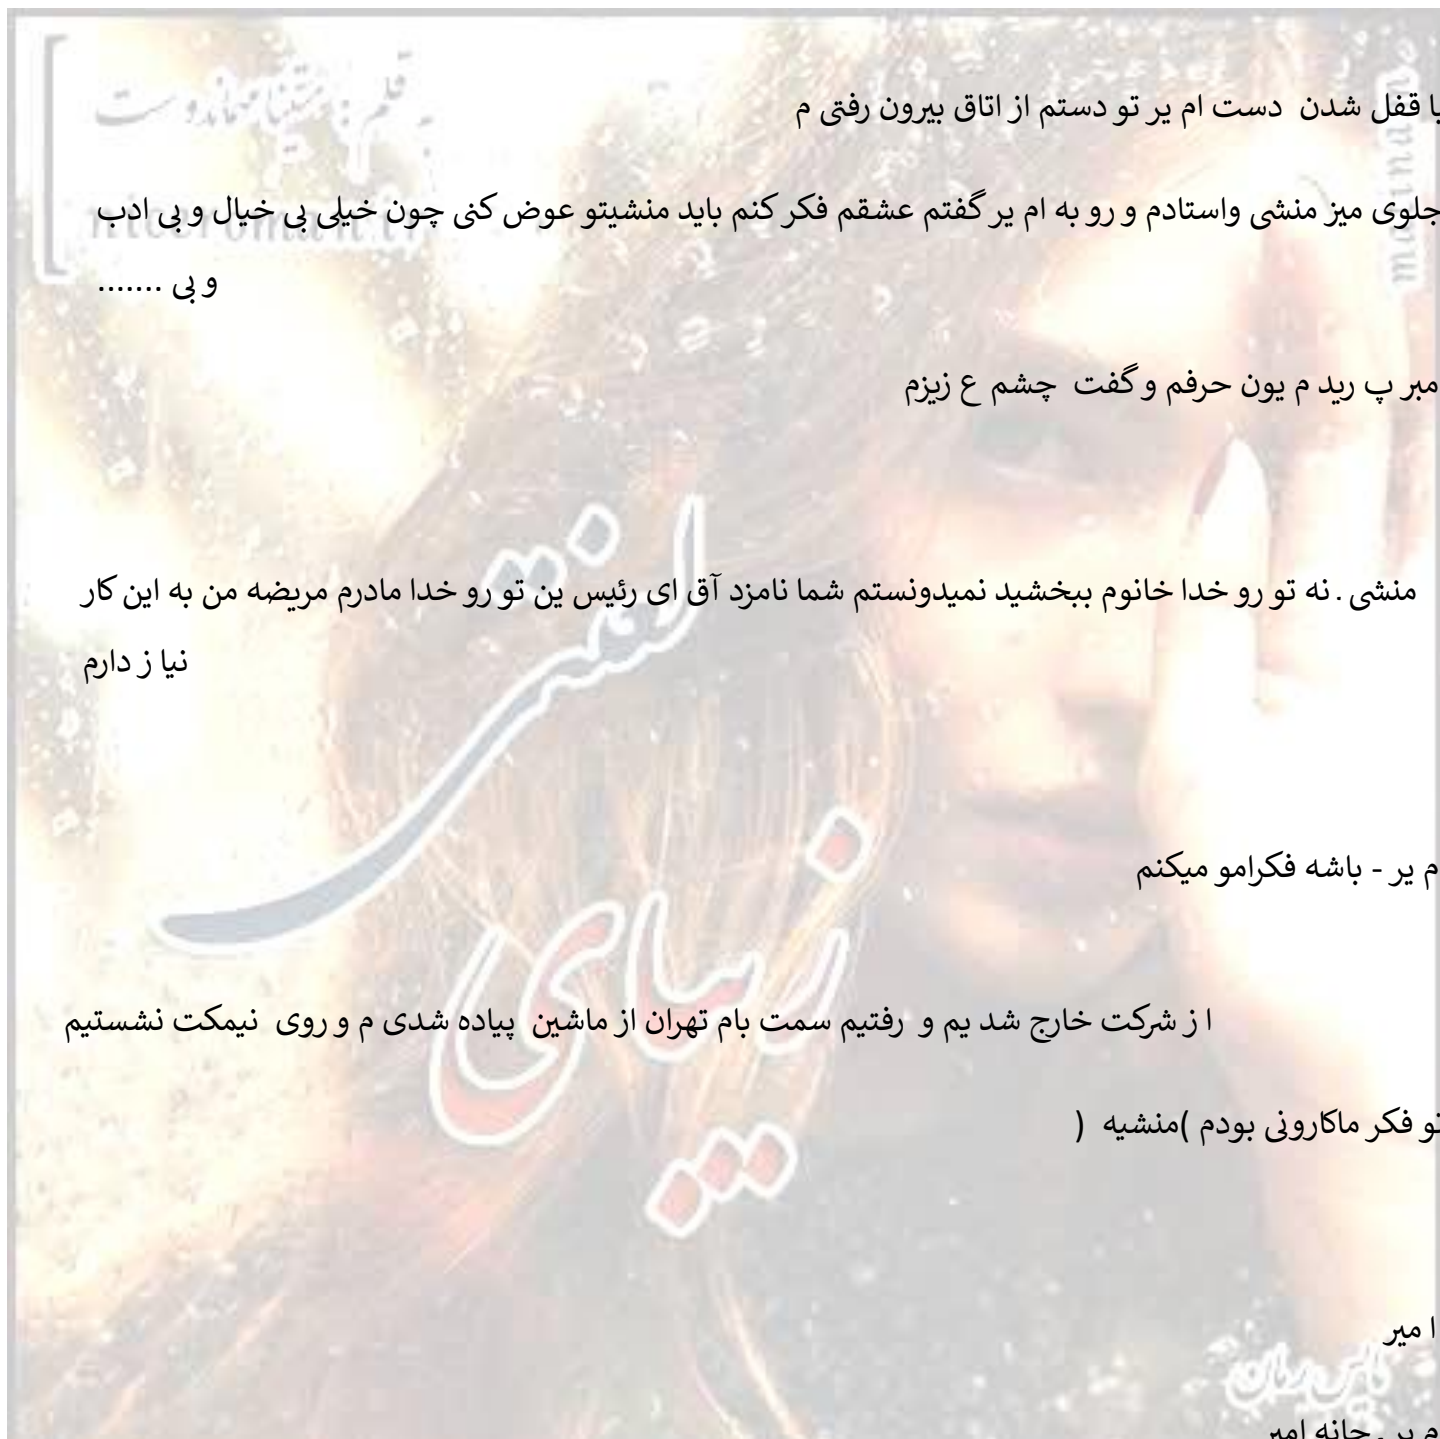 با قفل شدن دست ام یر تو دستم از اتاق بیرون رفتی م
جلوی میز منشی واستادم و رو به ام یر گفتم عشقم فکر کنم باید منشیتو عوض کنی چون خیلی بی خیال و بی ادب
و بی .......
مبر پ رید م یون حرفم و گفت چشم ع زیزم
منشی . نه تو رو خدا خانوم ببخشید نمیدونستم شما نامزد آق ای رئیس ین تو رو خدا مادرم مریضه من به این کار
نیا ز دارم
م یر - باشه فکرامو میکنم
ا ز شرکت خارج شد یم و رفتیم سمت بام تهران از ماشین پیاده شدی م و روی نیمکت نشستیم
تو فکر ماکارونی بودم )منشیه (
ا میر
م یر . جانه امیر
زیبای